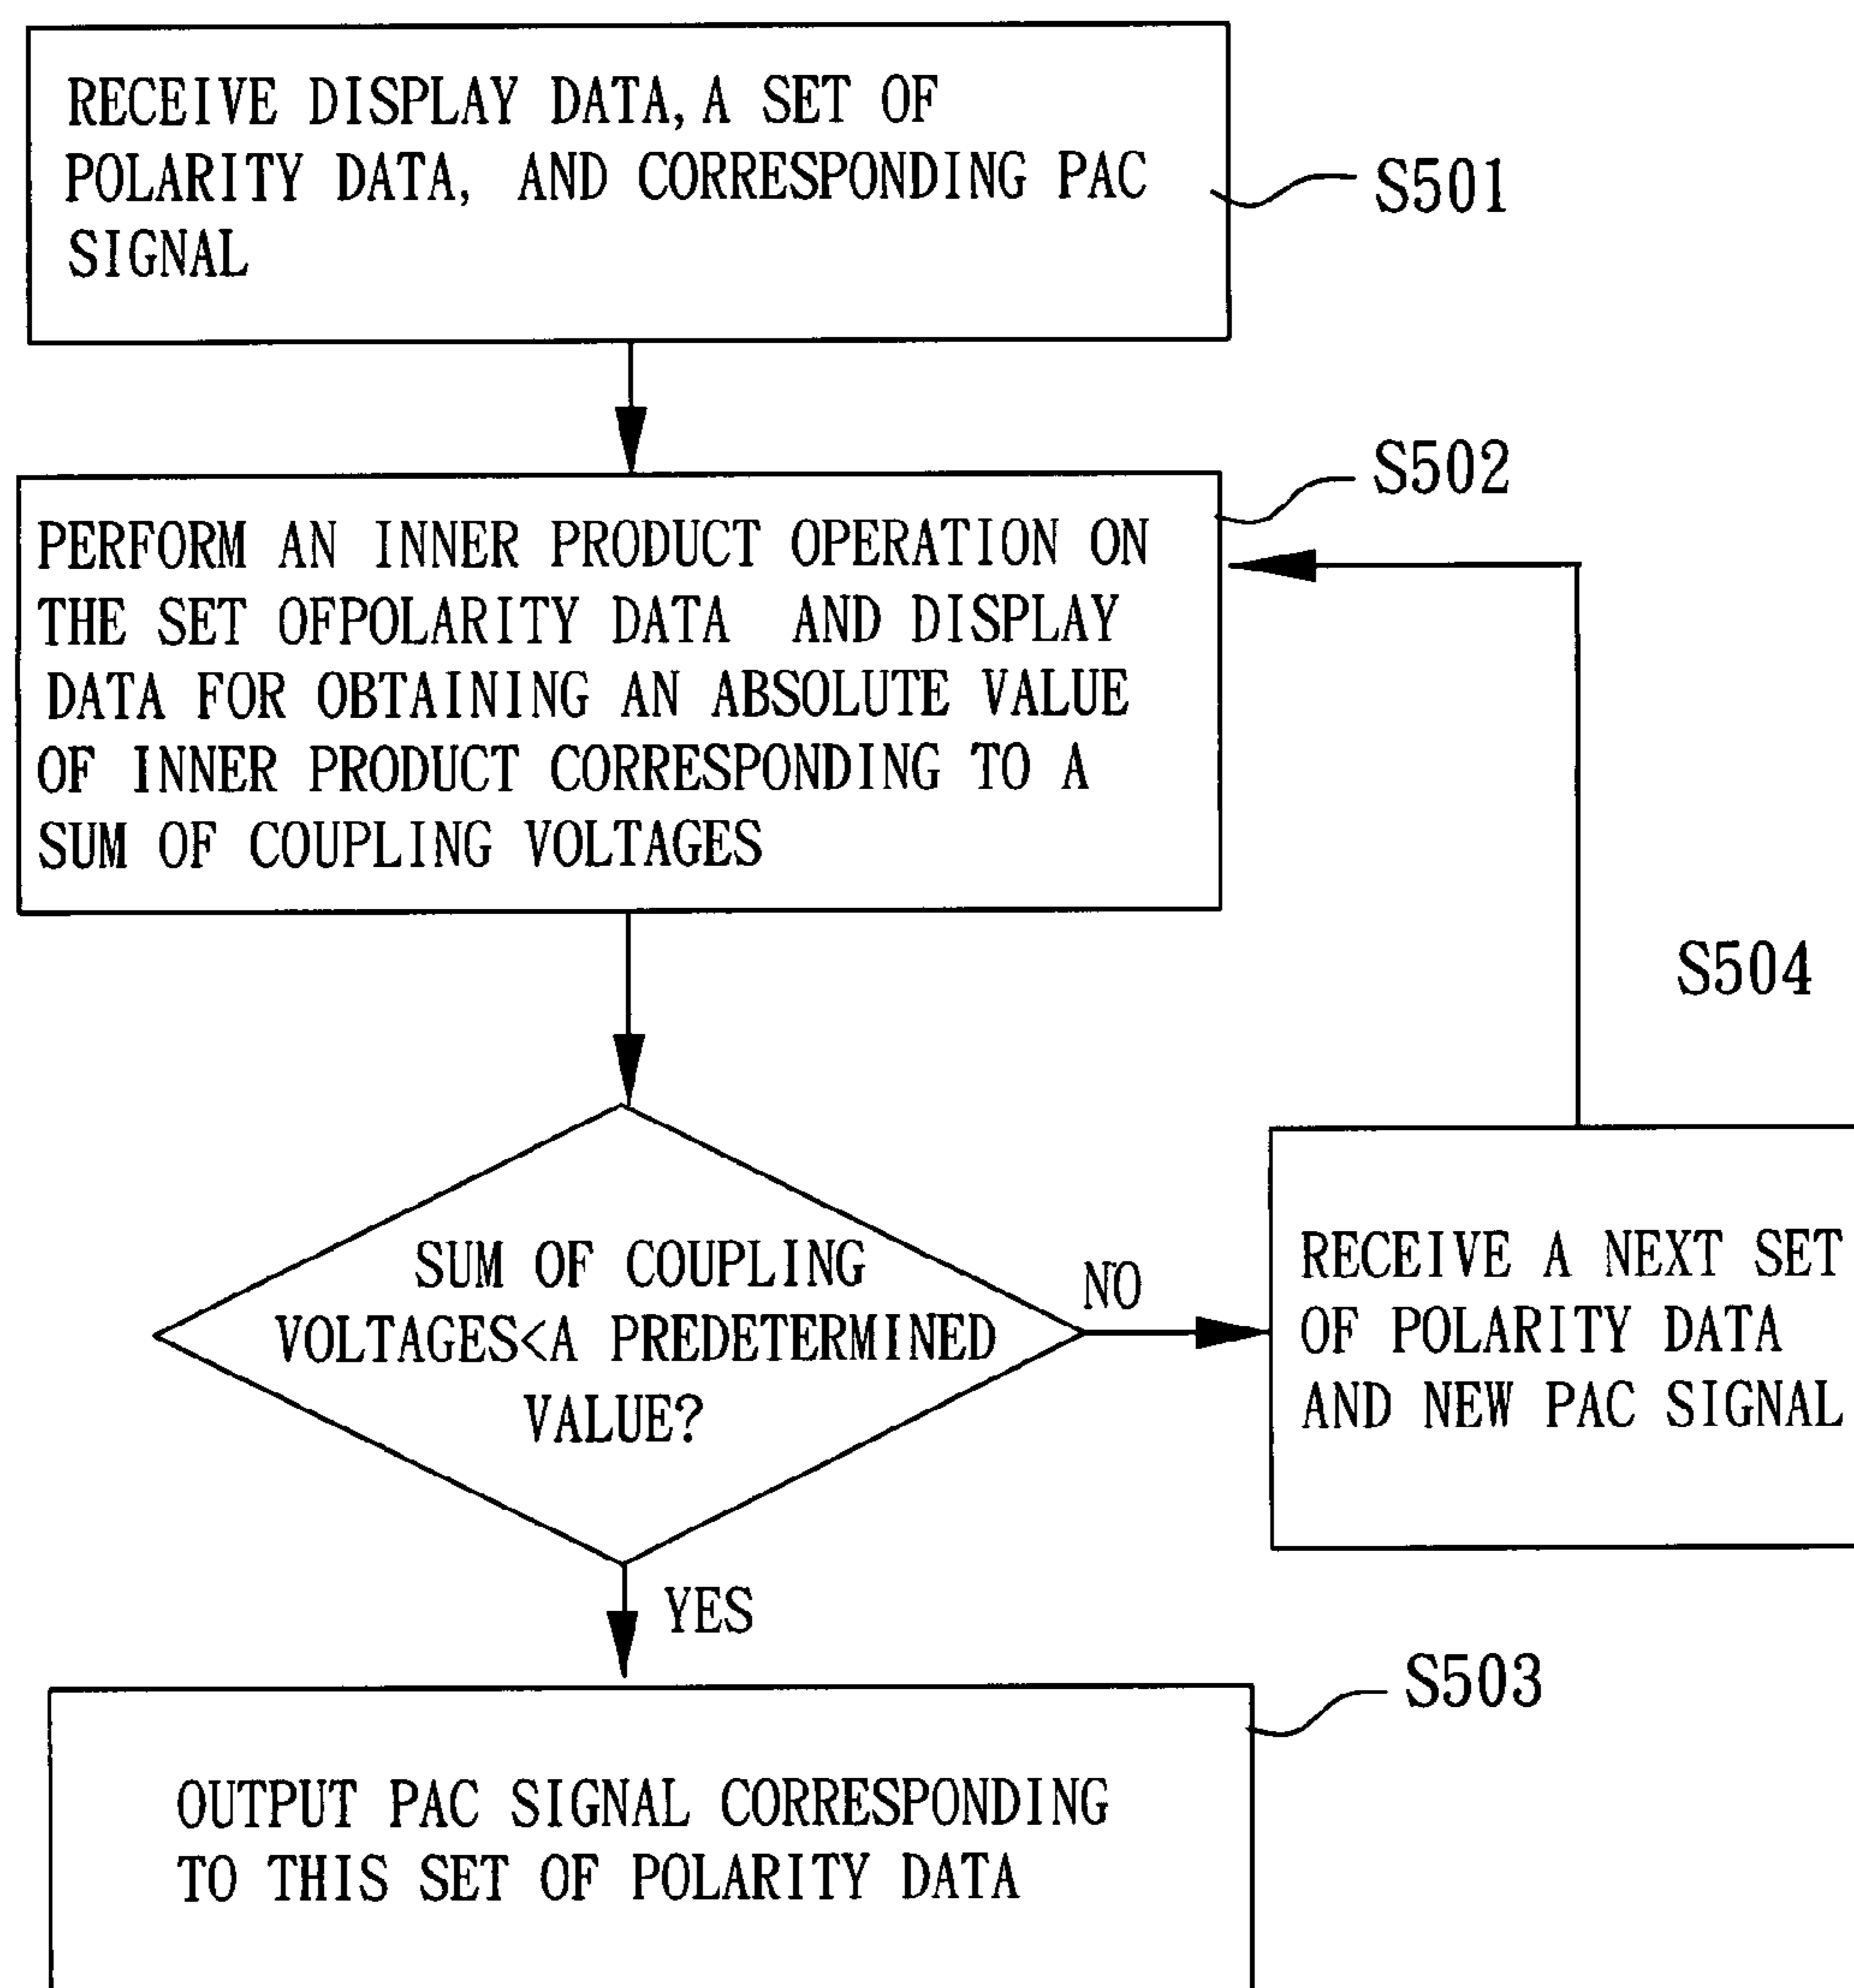 RECEIVE DISPLAY DATA, A SET OF
POLARITY DATA, AND CORRESPONDING PAC
SIGNAL
S501
S502
PERFORM AN INNER PRODUCT OPERATION ON
THE SET OFPOLARITY DATA AND DISPLAY
DATA FOR OBTAINING AN ABSOLUTE VALUE
OF INNER PRODUCT CORRESPONDING TO A
SUM OF COUPLING VOLTAGES
S504
SUM OF COUPLING
VOLTAGES<A PREDETERMINED
VALUE?
NO
RECEIVE A NEXT SET
OF POLARITY DATA
AND NEW PAC SIGNAL
YES
S503
OUTPUT PAC SIGNAL CORRESPONDING
TO THIS SET OF POLARITY DATA